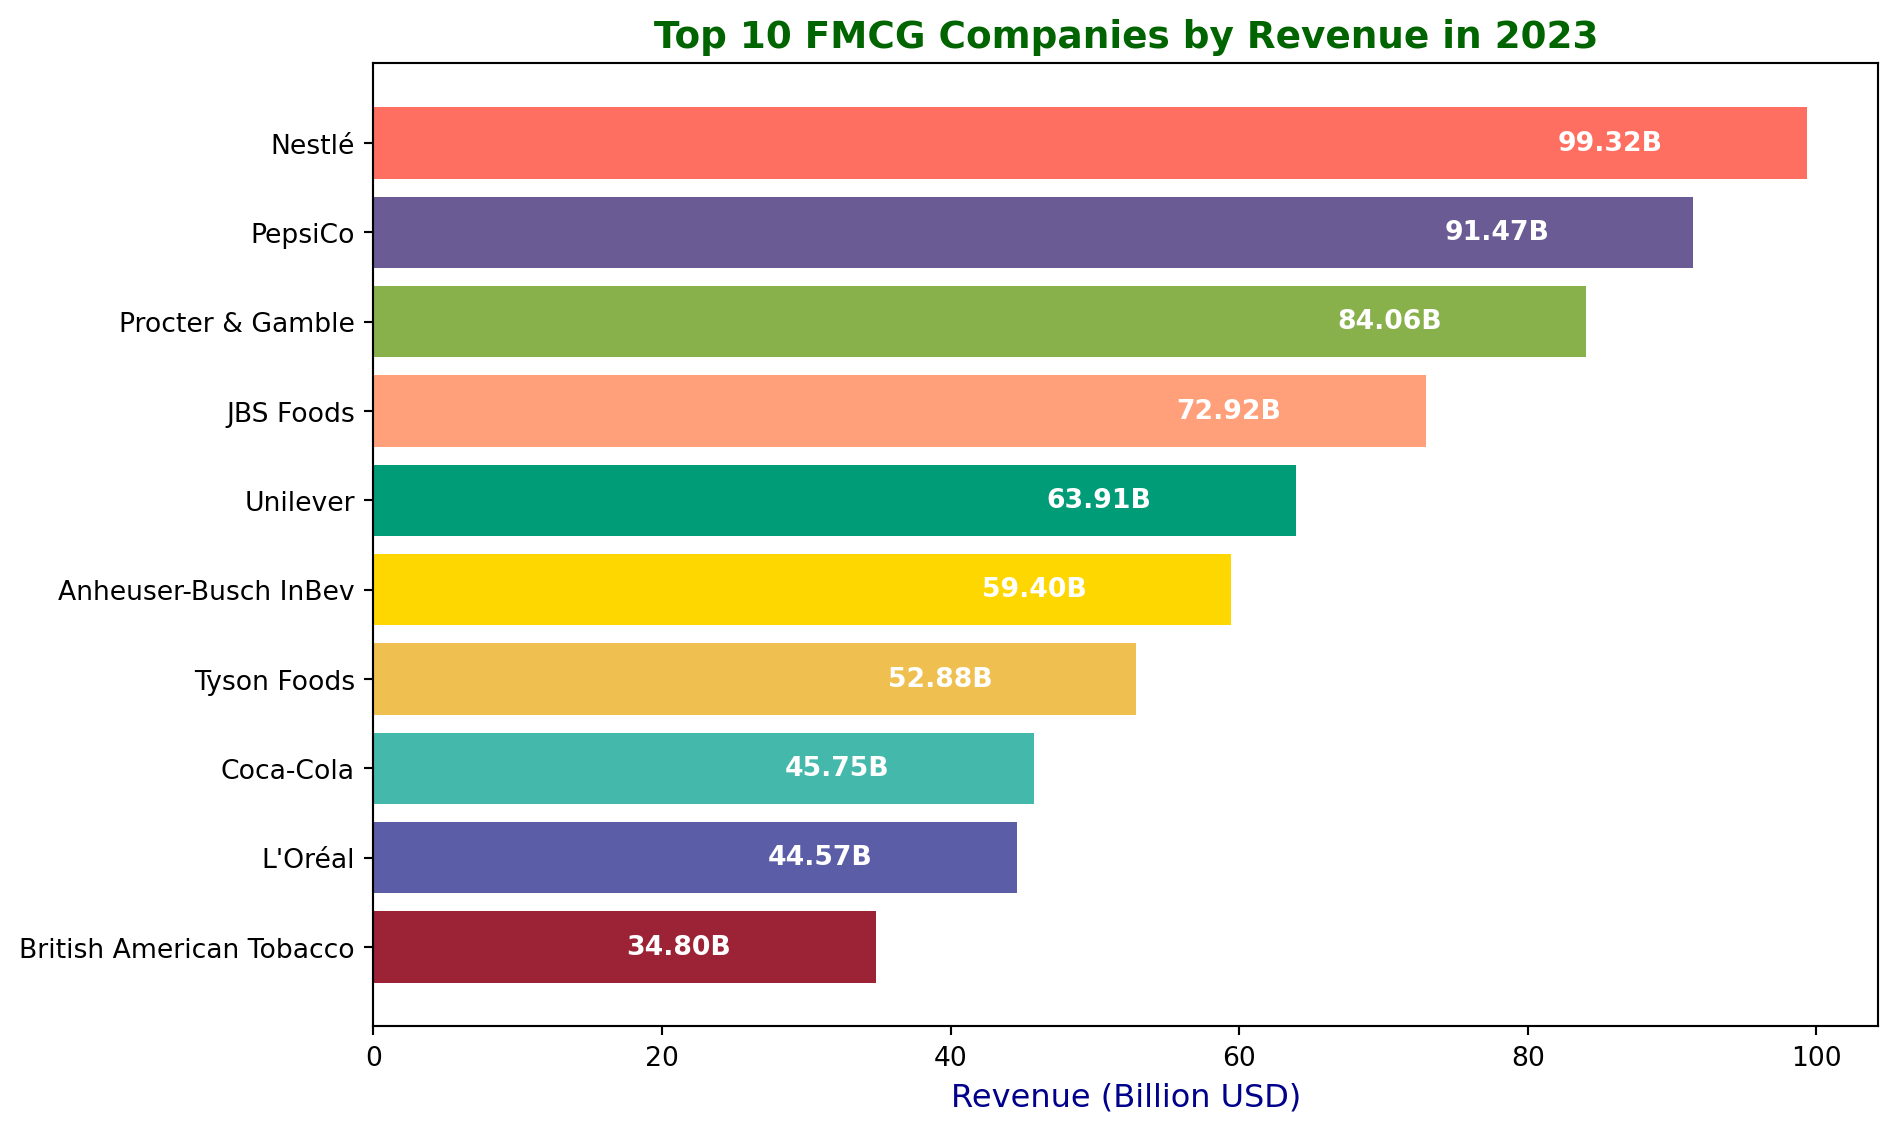 Top 10 FMCG Companies by Revenue in 2023
Nestlé
99.32B
PepsiCo
91.47B
Procter & Gamble
84.06B
JBS Foods
72.92B
Unilever
63.91B
Anheuser-Busch InBev
59.40B
Tyson Foods
52.88B
Coca-Cola
45.75B
L'Oréal
44.57B
British American Tobacco
34.80B
0 20 40 60 80 100
Revenue (Billion USD)